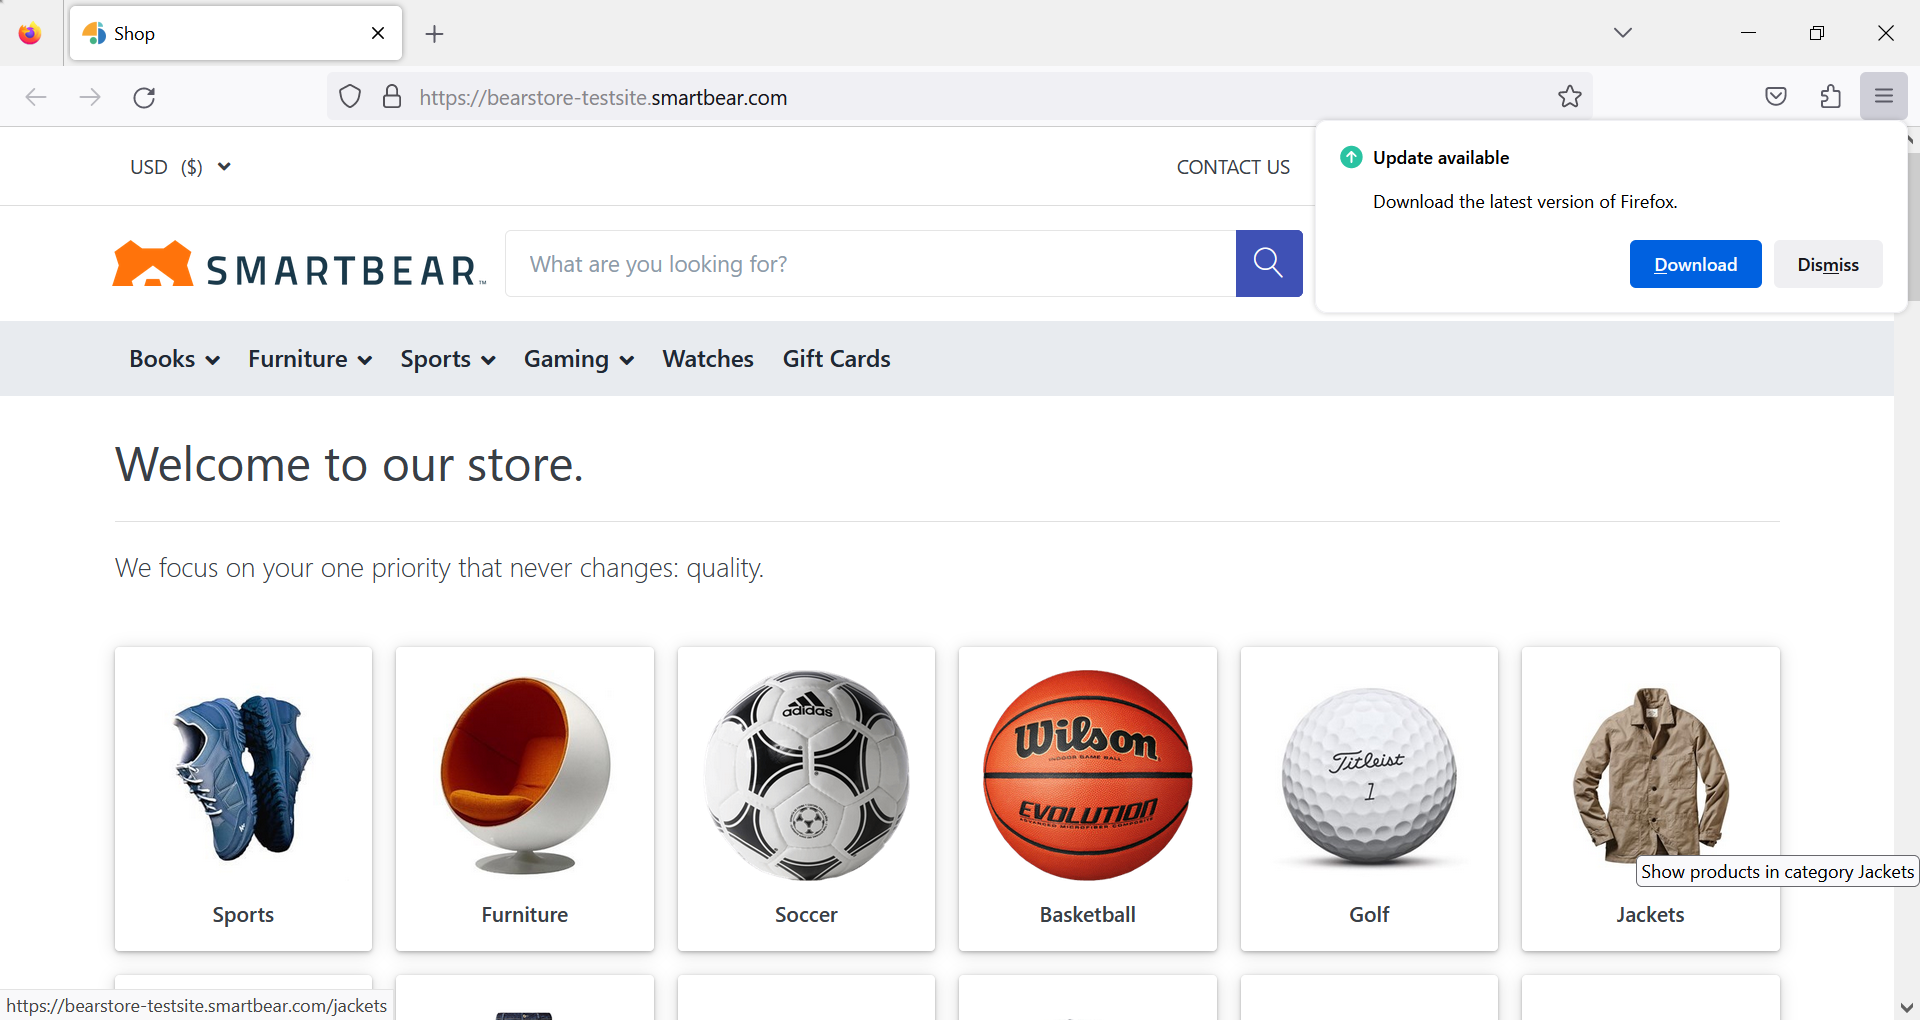 Shop
https://bearstore-testsite.smartbear.com
USD ($)
CONTACT US
Update available
Download the latest version of Firefox.
Download
Dismiss
SMARTBEAR™
What are you looking for?
Books
Furniture
Sports
Gaming
Watches
Gift Cards
Welcome to our store.
We focus on your one priority that never changes: quality.
adidas
Wilson
INDOOR GAME BALL
EVOLUTION
ADVANCED MICROFIBER COMPOSITE
Titleist
1
Show products in category Jackets
Sports
Furniture
Soccer
Basketball
Golf
Jackets
https://bearstore-testsite.smartbear.com/jackets